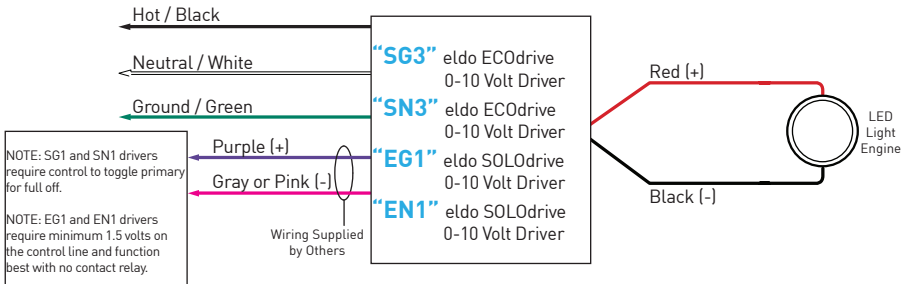 Hot / Black
Neutral / White
Ground / Green
Purple (+)
Gray or Pink (-)
Wiring Supplied
by Others
NOTE: SG1 and SN1 drivers
require control to toggle primary
for full off.
NOTE: EG1 and EN1 drivers
require minimum 1.5 volts on
the control line and function
best with no contact relay.
“SG3” eldo ECOdrive
0-10 Volt Driver
“SN3” eldo ECOdrive
0-10 Volt Driver
“EG1” eldo SOLOdrive
0-10 Volt Driver
“EN1” eldo SOLOdrive
0-10 Volt Driver
Red (+)
Black (-)
LED
Light
Engine